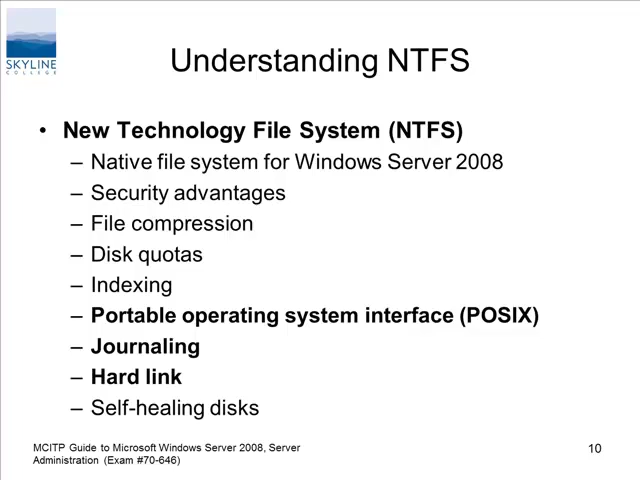 SKYLINE
COLLEGE
Understanding NTFS
• New Technology File System (NTFS)
– Native file system for Windows Server 2008
– Security advantages
– File compression
– Disk quotas
– Indexing
– Portable operating system interface (POSIX)
– Journaling
– Hard link
– Self-healing disks
MCITP Guide to Microsoft Windows Server 2008, Server
Administration (Exam #70-646)
10